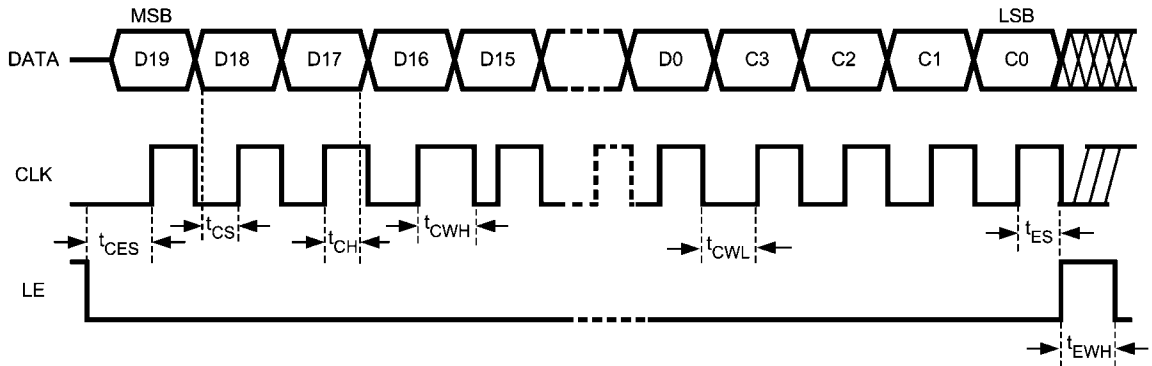 MSB LSB
DATA D19 D18 D17 D16 D15 D0 C3 C2 C1 C0
CLK
tCES tCS tCH tCWH tCWL tES
LE
tEWH